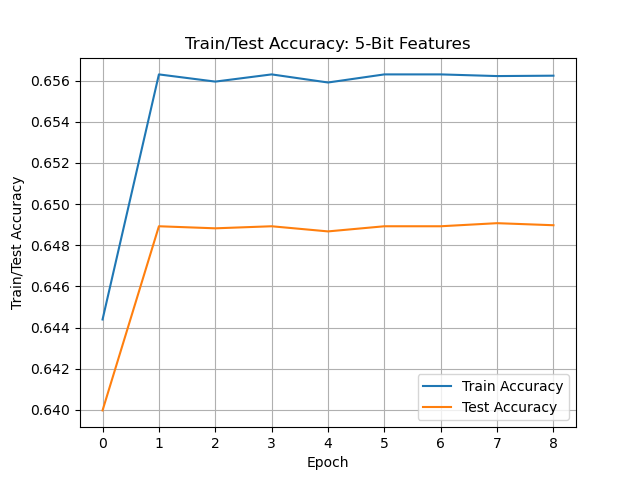 Train/Test Accuracy: 5-Bit Features
Train/Test Accuracy
0.656
0.654
0.652
0.650
0.648
0.646
0.644
0.642
0.640
Train Accuracy
Test Accuracy
0 1 2 3 4 5 6 7 8
Epoch